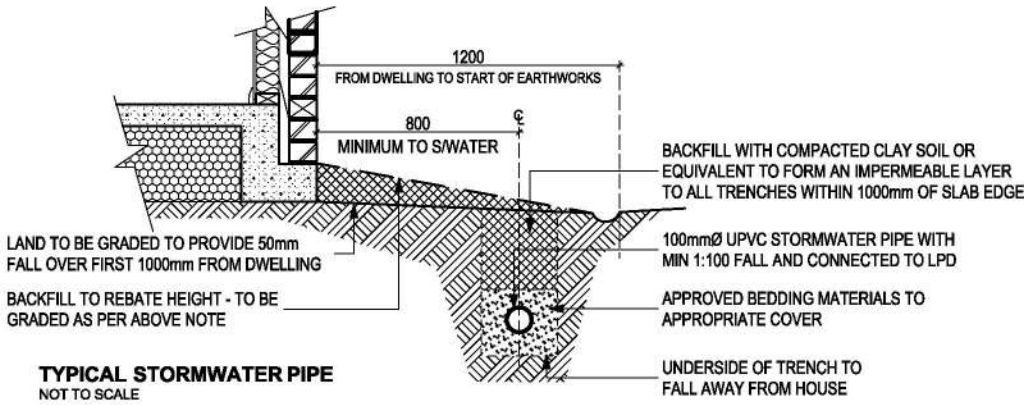 1200
FROM DWELLING TO START OF EARTHWORKS
℄
800
MINIMUM TO S/WATER
BACKFILL WITH COMPACTED CLAY SOIL OR
EQUIVALENT TO FORM AN IMPERMEABLE LAYER
TO ALL TRENCHES WITHIN 1000mm OF SLAB EDGE
LAND TO BE GRADED TO PROVIDE 50mm
FALL OVER FIRST 1000mm FROM DWELLING
100mmØ UPVC STORMWATER PIPE WITH
MIN 1:100 FALL AND CONNECTED TO LPD
BACKFILL TO REBATE HEIGHT - TO BE
GRADED AS PER ABOVE NOTE
APPROVED BEDDING MATERIALS TO
APPROPRIATE COVER
UNDERSIDE OF TRENCH TO
FALL AWAY FROM HOUSE
TYPICAL STORMWATER PIPE
NOT TO SCALE